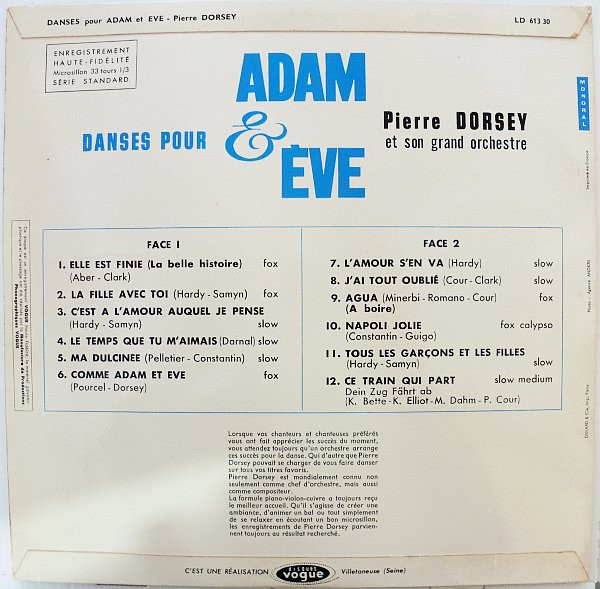 DANSES pour ADAM et EVE - Pierre DORSEY
LD 613 30
ENREGISTREMENT
HAUTE-FIDÉLITÉ
Microsillon 33 tours 1/3
SÉRIE STANDARD
MONORAL
ADAM
DANSES POUR
&
ÈVE
Pierre DORSEY
et son grand orchestre
FACE 1
1. ELLE EST FINIE (La belle histoire) fox
(Aber - Clark)
2. LA FILLE AVEC TOI (Hardy - Samyn) fox
3. C'EST A L'AMOUR AUQUEL JE PENSE
(Hardy - Samyn) slow
4. LE TEMPS QUE TU M'AIMAIS (Darnal) slow
5. MA DULCINEE (Pelletier - Constantin) slow
6. COMME ADAM ET EVE fox
(Pourcel - Dorsey)
FACE 2
7. L'AMOUR S'EN VA (Hardy) slow
8. J'AI TOUT OUBLIÉ (Cour - Clark) slow
9. AGUA (Minerbi - Romano - Cour) fox
(A boire)
10. NAPOLI JOLIE fox calypso
(Constantin - Guigo)
11. TOUS LES GARÇONS ET LES FILLES
(Hardy - Samyn) slow
12. CE TRAIN QUI PART slow medium
Dein Zug Fährt ab
(K. Bette - K. Elliot - M. Dahm - P. Cour)
Lorsque vos chanteurs et chanteuses préférés
vous ont fait apprécier les succès du moment,
vous attendez toujours qu'un orchestre arrange
ces succès pour la danse. Qui d'autre que Pierre
Dorsey pouvait se charger de vous faire danser
sur tous vos titres favoris.
Pierre Dorsey est mondialement connu non
seulement comme chef d'orchestre, mais aussi
comme compositeur.
La formule piano-violon-cuivre a toujours reçu
le meilleur accueil. Qu'il s'agisse de créer une
ambiance, d'animer un bal ou tout simplement
de se relaxer en écoutant un bon microsillon,
les enregistrements de Pierre Dorsey parvien-
nent toujours au résultat recherché.
C'EST UNE RÉALISATION
DISQUES
vogue
Villetaneuse (Seine)